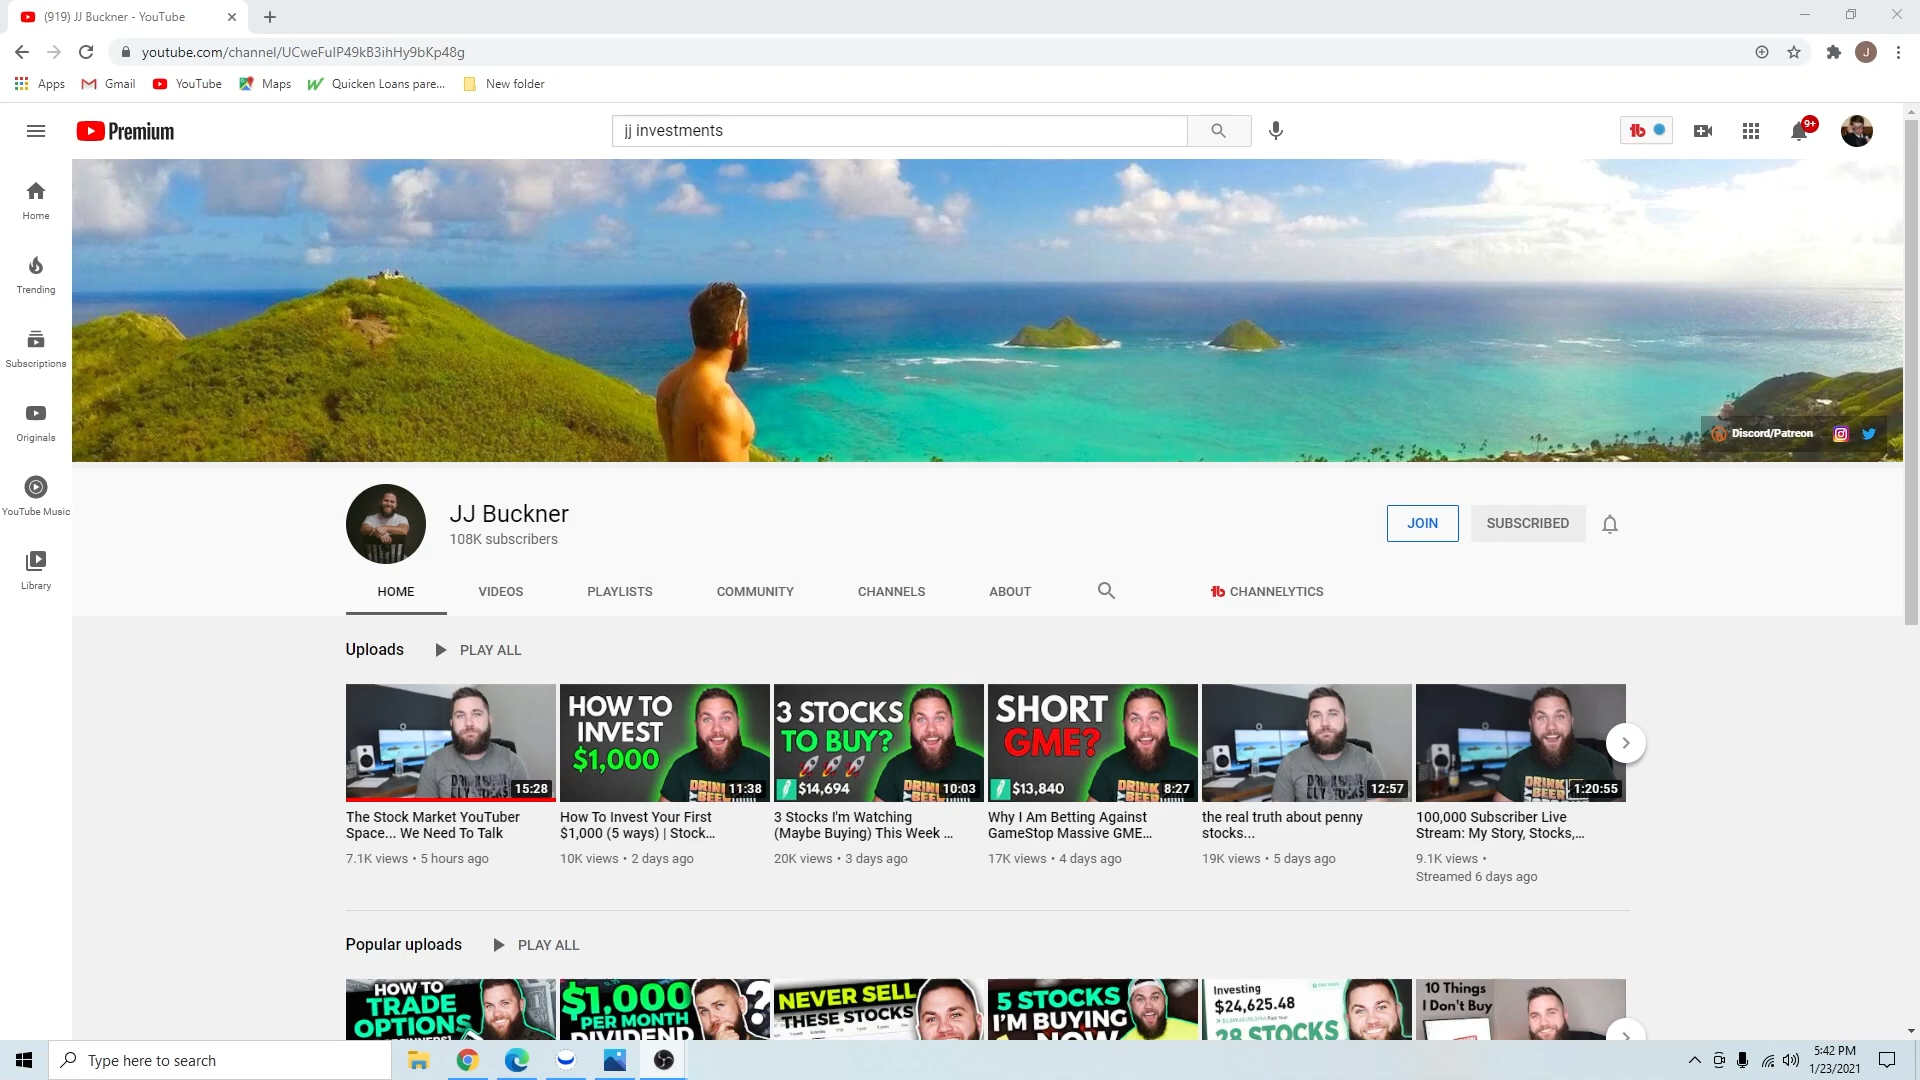 (919) JJ Buckner - YouTube
youtube.com/channel/UCweFulP49kB3ihHy9bKp48g
J
Apps
Gmail
YouTube
Maps
Quicken Loans pare...
New folder
Premium
jj investments
9+
Home
Trending
Subscriptions
Originals
YouTube Music
Library
Discord/Patreon
JJ Buckner
108K subscribers
JOIN
SUBSCRIBED
HOME
VIDEOS
PLAYLISTS
COMMUNITY
CHANNELS
ABOUT
CHANNELYTICS
Uploads
PLAY ALL
15:28
The Stock Market YouTuber
Space... We Need To Talk
7.1K views • 5 hours ago
HOW TO
INVEST
$1,000
11:38
How To Invest Your First
$1,000 (5 ways) | Stock...
10K views • 2 days ago
3 STOCKS
TO BUY?
$14,694
10:03
3 Stocks I'm Watching
(Maybe Buying) This Week ...
20K views • 3 days ago
SHORT
GME?
$13,840
8:27
Why I Am Betting Against
GameStop Massive GME...
17K views • 4 days ago
12:57
the real truth about penny
stocks...
19K views • 5 days ago
DRINK
1:20:55
100,000 Subscriber Live
Stream: My Story, Stocks,...
9.1K views •
Streamed 6 days ago
Popular uploads
PLAY ALL
HOW TO
TRADE
OPTIONS
$1,000
PER MONTH
DIVIDEND
?
NEVER SELL
THESE STOCKS
5 STOCKS
I'M BUYING
NOW
Investing
$24,625.48
28 STOCKS
10 Things
I Don't Buy
Type here to search
5:42 PM
1/23/2021